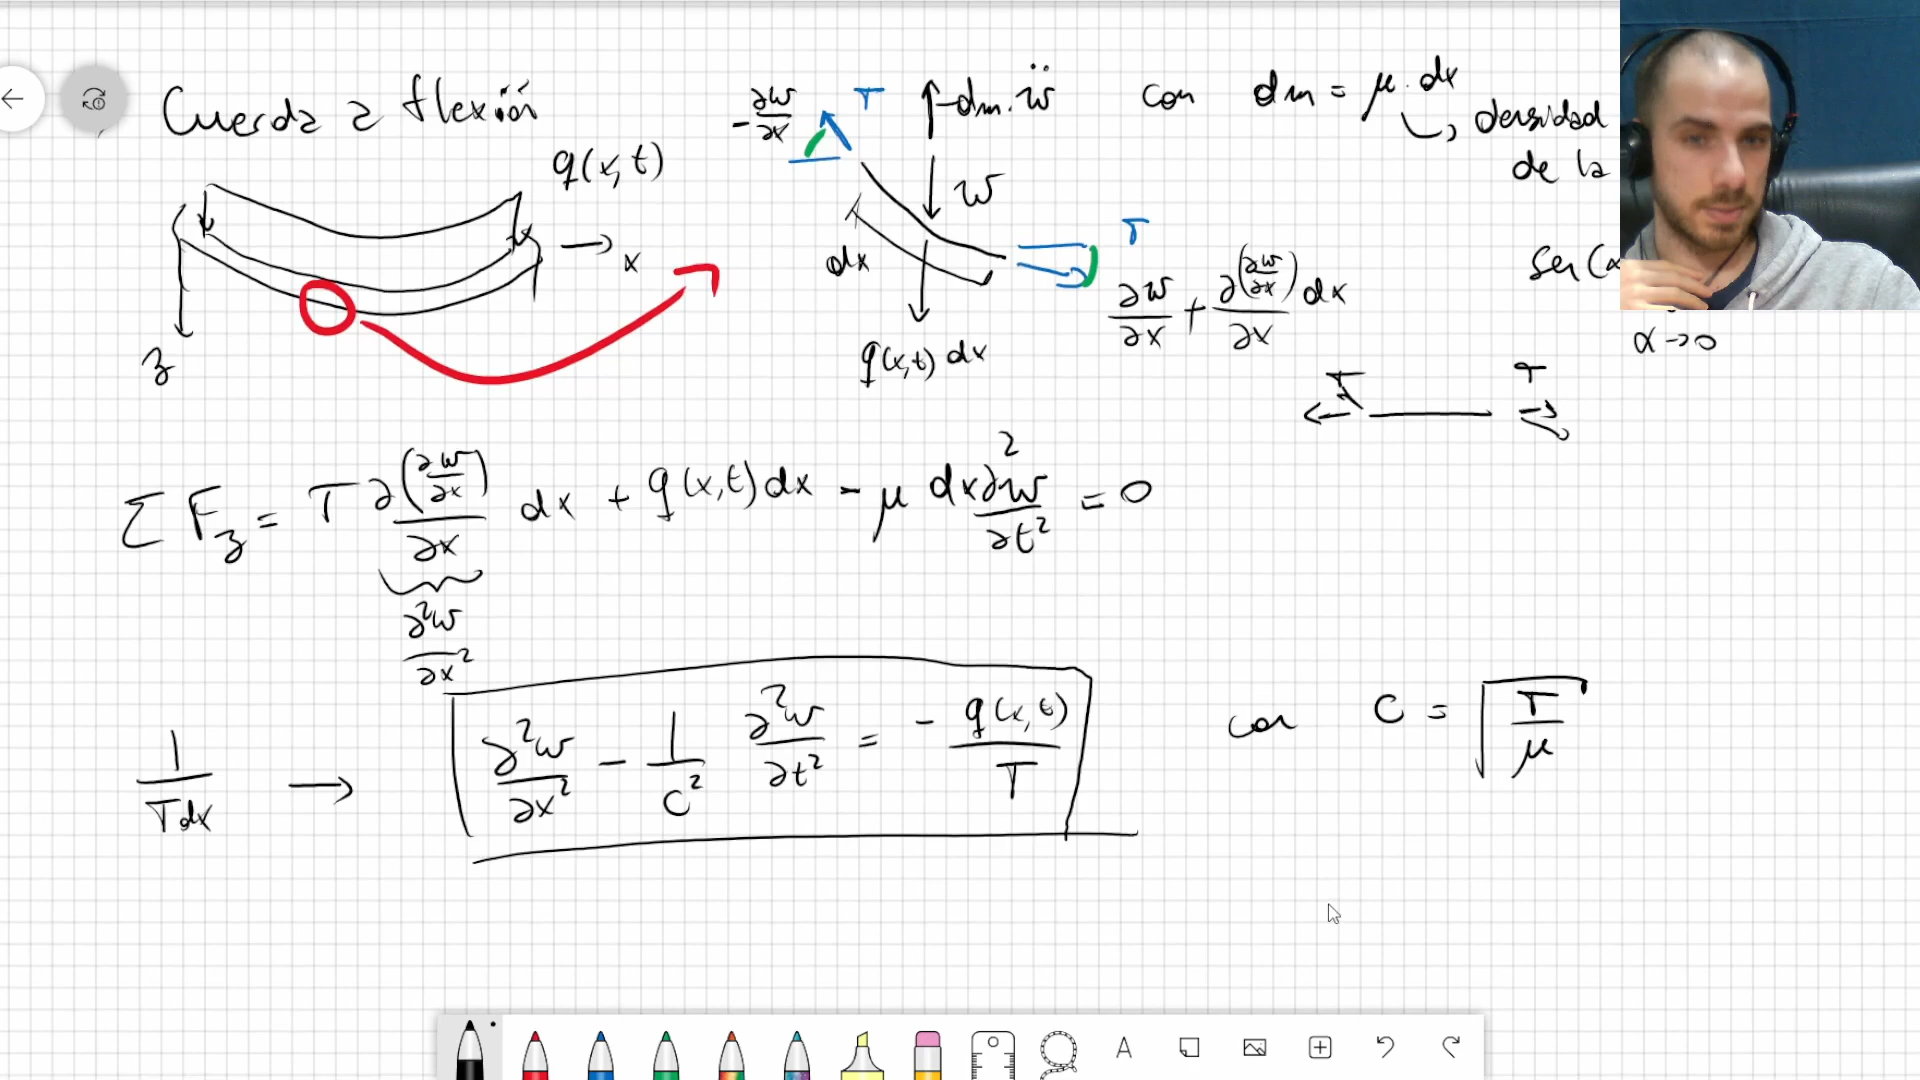 Cuerda a flexión
q(x,t)
x
z
-∂w/∂x
T
-dm·ẅ
w
dx
q(x,t) dx
T
∂w/∂x + ∂(∂w/∂x)/∂x dx
con dm = μ·dx
densidad
de la
sen(α
α→0
T
T
ΣF_z = T ∂(∂w/∂x)/∂x dx + q(x,t)dx - μ dx ∂²w/∂t² = 0
∂²w/∂x²
1/Tdx → ∂²w/∂x² - 1/c² ∂²w/∂t² = - q(x,t)/T con C = √(T/μ)
A